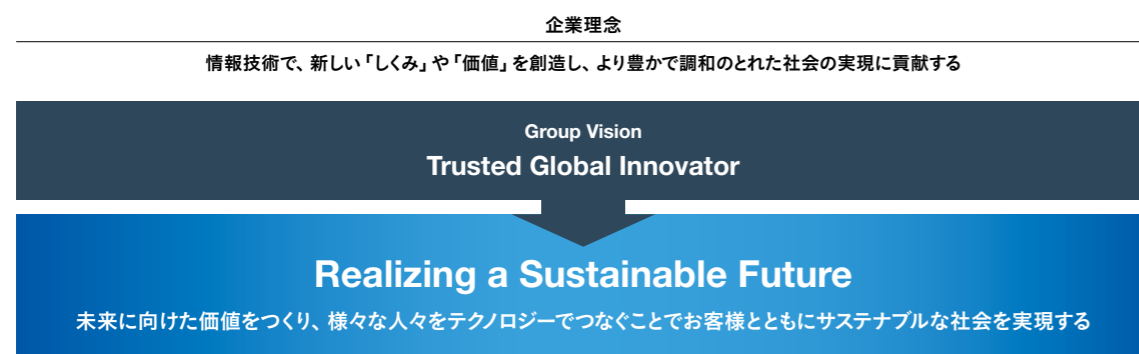 企業理念
情報技術で、新しい「しくみ」や「価値」を創造し、より豊かで調和のとれた社会の実現に貢献する
Group Vision
Trusted Global Innovator
Realizing a Sustainable Future
未来に向けた価値をつくり、様々な人々をテクノロジーでつなぐことでお客様とともにサステナブルな社会を実現する